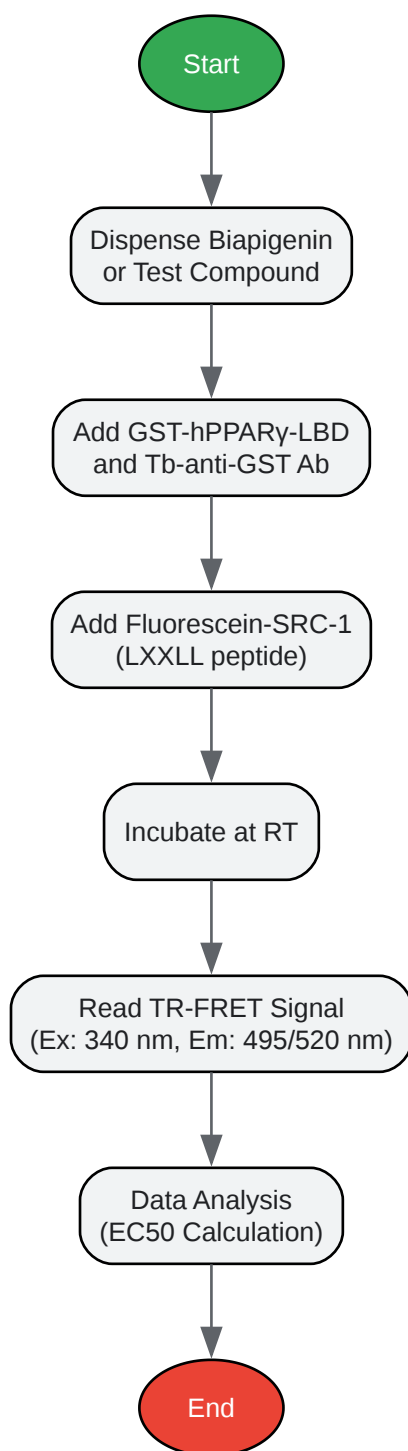 Start
Dispense Biapigenin
or Test Compound
Add GST-hPPARγ-LBD
and Tb-anti-GST Ab
Add Fluorescein-SRC-1
(LXXLL peptide)
Incubate at RT
Read TR-FRET Signal
(Ex: 340 nm, Em: 495/520 nm)
Data Analysis
(EC50 Calculation)
End